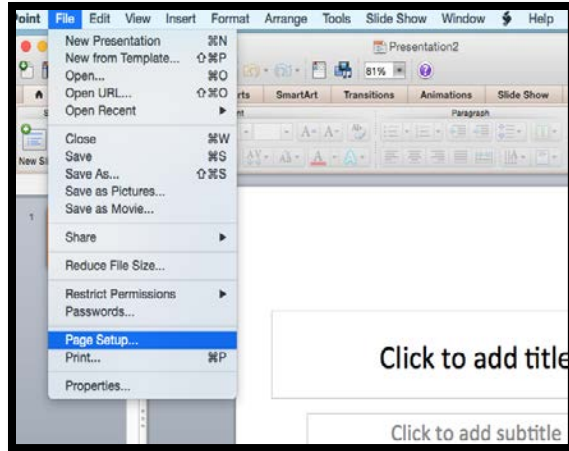 Point File Edit View Insert Format Arrange Tools Slide Show Window Help
Presentation2
81%
rts SmartArt Transitions Animations Slide Show
Paragraph
New Sl
New Presentation ⌘N
New from Template... ⇧⌘P
Open... ⌘O
Open URL... ⇧⌘O
Open Recent ▶
Close ⌘W
Save ⌘S
Save As... ⇧⌘S
Save as Pictures...
Save as Movie...
Share ▶
Reduce File Size...
Restrict Permissions ▶
Passwords...
Page Setup...
Print... ⌘P
Properties...
1
Click to add title
Click to add subtitle